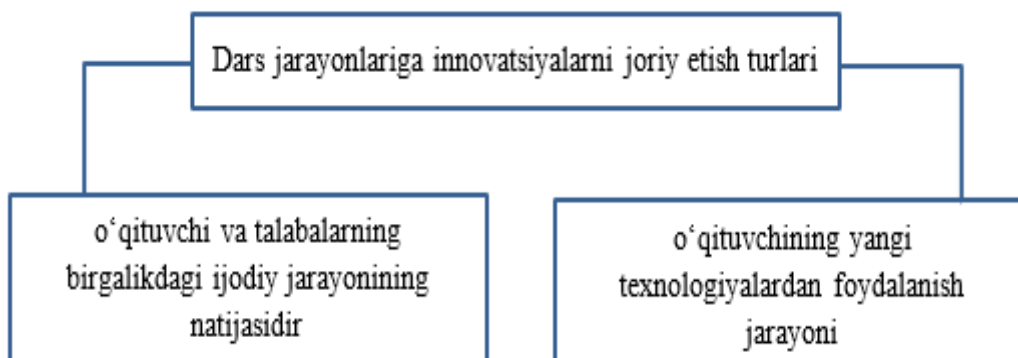 Dars jarayonlariga innovatsiyalarni joriy etish turlari
o‘qituvchi va talabalarning
birgalikdagi ijodiy jarayonining
natijasidir
o‘qituvchining yangi
texnologiyalardan foydalanish
jarayoni